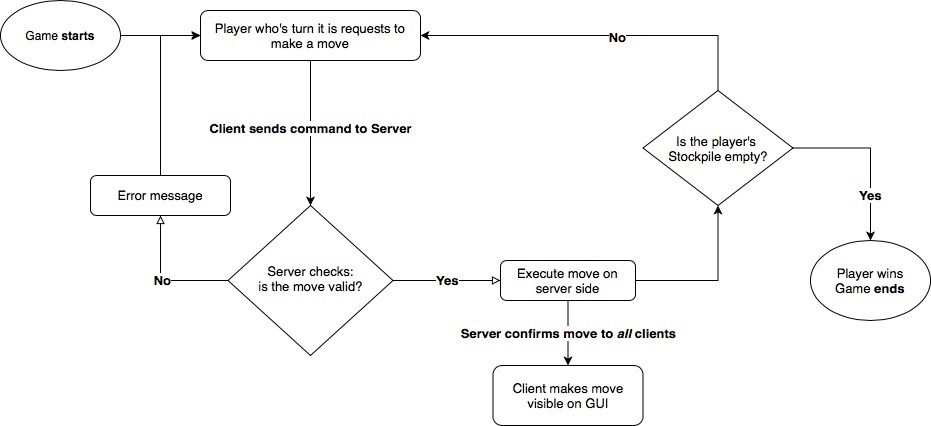 Game starts
Player who's turn it is requests to
make a move
No
Client sends command to Server
Is the player's
Stockpile empty?
Error message
Yes
Server checks:
is the move valid?
No
Yes
Execute move on
server side
Player wins
Game ends
Server confirms move to all clients
Client makes move
visible on GUI